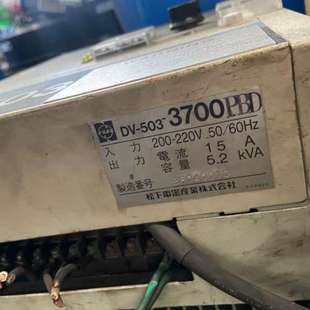 DV-503 3700PBD
入力 200-220V 50/60Hz
出力 電流 15 A
容量 5.2 kVA
製造番号
松下電器産業株式会社